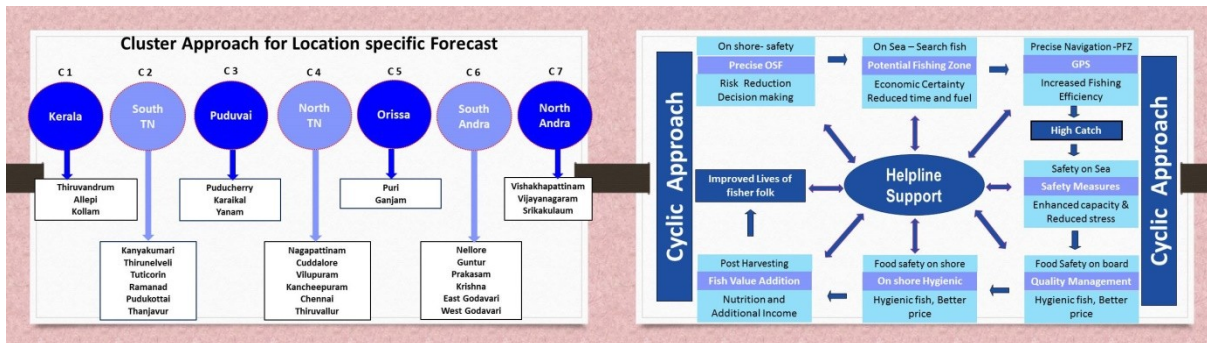 Cluster Approach for Location specific Forecast
C 1
C 2
C 3
C 4
C 5
C 6
C 7
Kerala
South
TN
Puduvai
North
TN
Orissa
South
Andra
North
Andra
Thiruvandrum
Allepi
Kollam
Kanyakumari
Thirunelveli
Tuticorin
Ramanad
Pudukottai
Thanjavur
Puducherry
Karaikal
Yanam
Nagapattinam
Cuddalore
Vilupuram
Kancheepuram
Chennai
Thiruvallur
Puri
Ganjam
Nellore
Guntur
Prakasam
Krishna
East Godavari
West Godavari
Vishakhapattinam
Vijayanagaram
Srikakulaum
Cyclic Approach
On shore- safety
Precise OSF
Risk Reduction
Decision making
On Sea – Search fish
Potential Fishing Zone
Economic Certainty
Reduced time and fuel
Precise Navigation -PFZ
GPS
Increased Fishing
Efficiency
High Catch
Safety on Sea
Safety Measures
Enhanced capacity &
Reduced stress
Food Safety on board
Quality Management
Hygienic fish, Better
price
Food safety on shore
On shore Hygienic
Hygienic fish, Better
price
Post Harvesting
Fish Value Addition
Nutrition and
Additional Income
Improved Lives of
fisher folk
Helpline
Support
Cyclic Approach